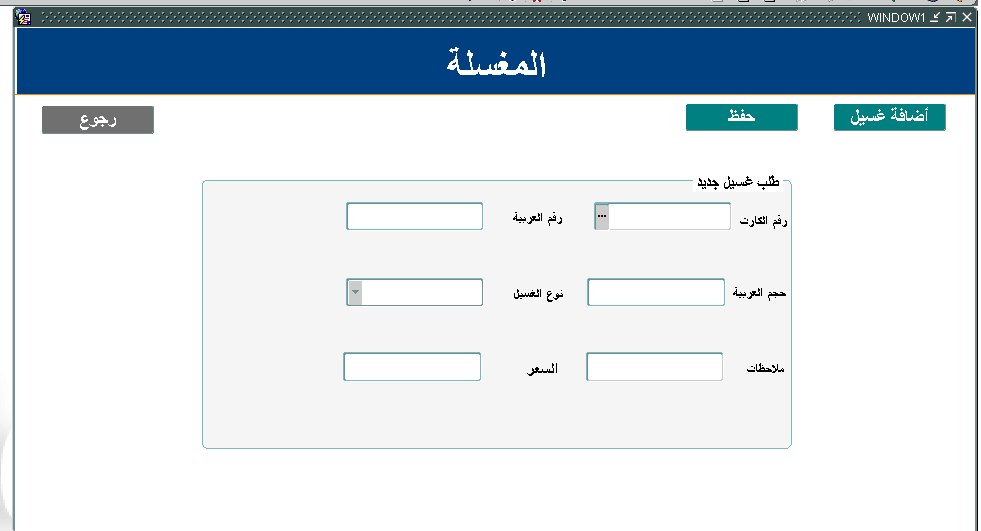 WINDOW1
المغسلة
أضافة غسيل
حفظ
رجوع
طلب غسيل جديد
رقم الكارت
...
رقم العربية
حجم العربية
نوع الغسيل
ملاحظات
السعر